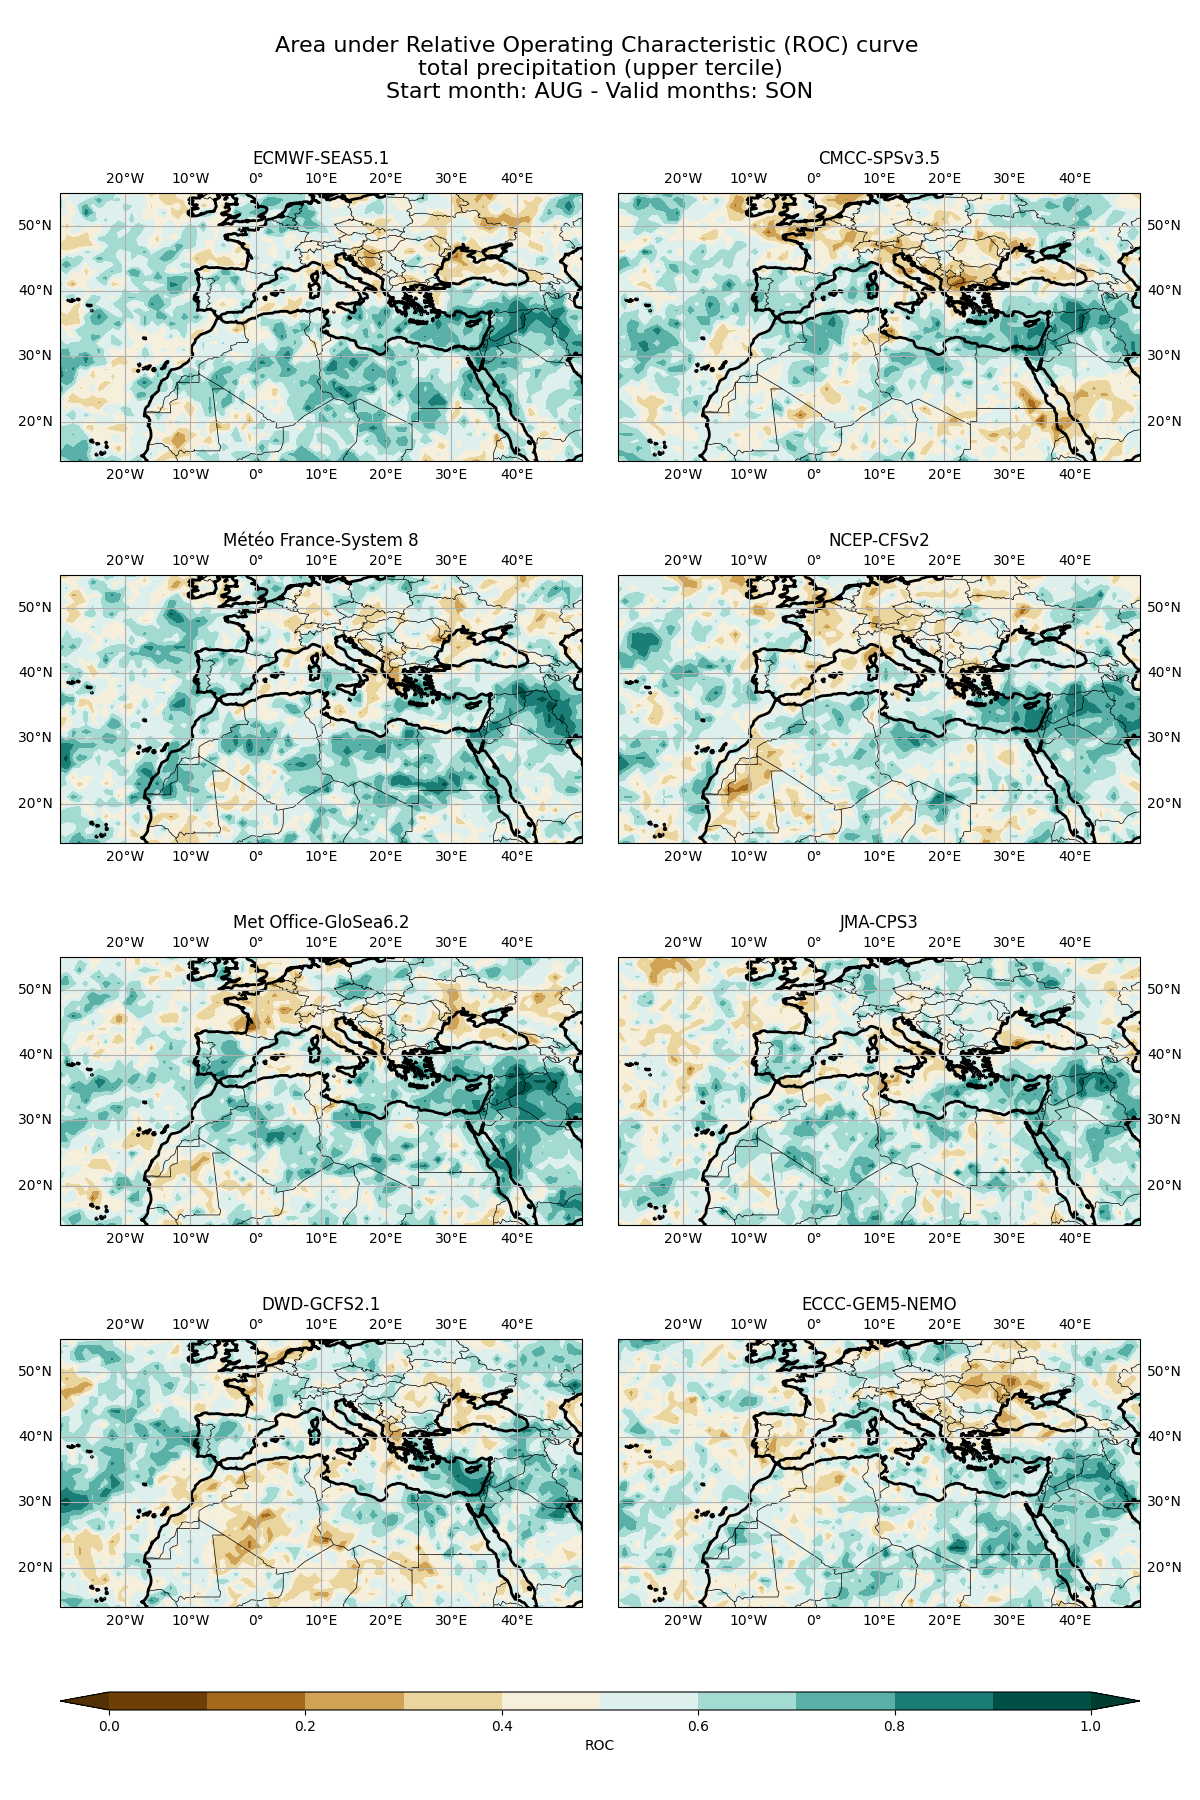 Area under Relative Operating Characteristic (ROC) curve
total precipitation (upper tercile)
Start month: AUG - Valid months: SON
ECMWF-SEAS5.1
20°W 10°W 0° 10°E 20°E 30°E 40°E
50°N
40°N
30°N
20°N
20°W 10°W 0° 10°E 20°E 30°E 40°E
CMCC-SPSv3.5
20°W 10°W 0° 10°E 20°E 30°E 40°E
50°N
40°N
30°N
20°N
20°W 10°W 0° 10°E 20°E 30°E 40°E
Météo France-System 8
20°W 10°W 0° 10°E 20°E 30°E 40°E
50°N
40°N
30°N
20°N
20°W 10°W 0° 10°E 20°E 30°E 40°E
NCEP-CFSv2
20°W 10°W 0° 10°E 20°E 30°E 40°E
50°N
40°N
30°N
20°N
20°W 10°W 0° 10°E 20°E 30°E 40°E
Met Office-GloSea6.2
20°W 10°W 0° 10°E 20°E 30°E 40°E
50°N
40°N
30°N
20°N
20°W 10°W 0° 10°E 20°E 30°E 40°E
JMA-CPS3
20°W 10°W 0° 10°E 20°E 30°E 40°E
50°N
40°N
30°N
20°N
20°W 10°W 0° 10°E 20°E 30°E 40°E
DWD-GCFS2.1
20°W 10°W 0° 10°E 20°E 30°E 40°E
50°N
40°N
30°N
20°N
20°W 10°W 0° 10°E 20°E 30°E 40°E
ECCC-GEM5-NEMO
20°W 10°W 0° 10°E 20°E 30°E 40°E
50°N
40°N
30°N
20°N
20°W 10°W 0° 10°E 20°E 30°E 40°E
0.0 0.2 0.4 0.6 0.8 1.0
ROC